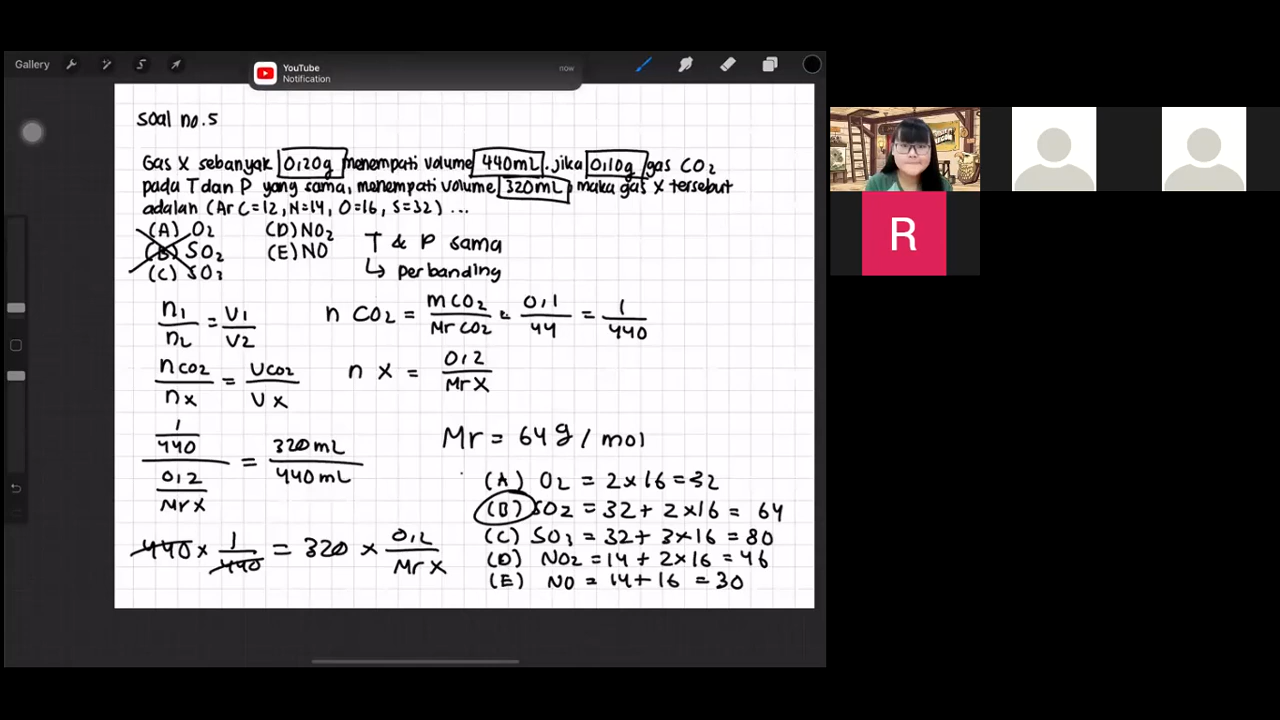 Gallery
YouTube
now
Notification
Soal no.5
Gas X sebanyak 0,20g menempati volume 440mL. jika 0,10g gas CO2
pada T dan P yang sama, menempati volume 320mL, maka gas X tersebut
adalah (Ar C=12, N=14, O=16, S=32) ...
(A) O2 (D) NO2
(B) SO2 (E) NO
(C) SO3
T & P sama
↳ perbanding
n1/n2 = V1/V2
n CO2 = m CO2/Mr CO2 = 0,1/44 = 1/440
n CO2/n X = V CO2/V X
n X = 0,2/Mr X
1/440 / 0,2/Mr X = 320 mL/440 mL
440 × 1/440 = 320 × 0,2/Mr X
Mr = 64 g/mol
(A) O2 = 2×16 = 32
(B) SO2 = 32 + 2×16 = 64
(C) SO3 = 32 + 3×16 = 80
(D) NO2 = 14 + 2×16 = 46
(E) NO = 14 + 16 = 30
R